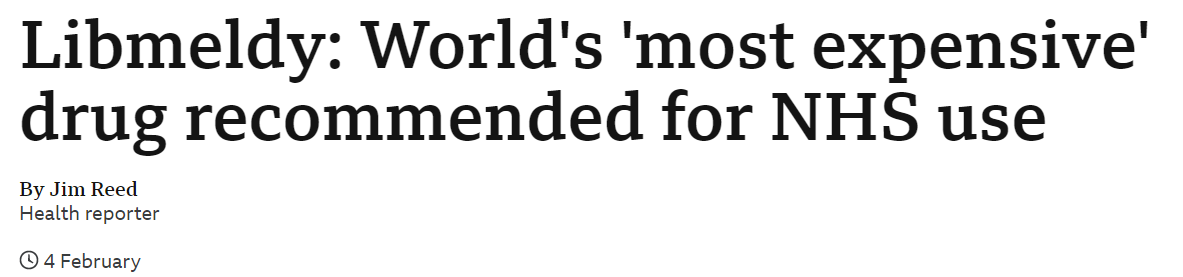 Libmeldy: World's 'most expensive'
drug recommended for NHS use
By Jim Reed
Health reporter
4 February